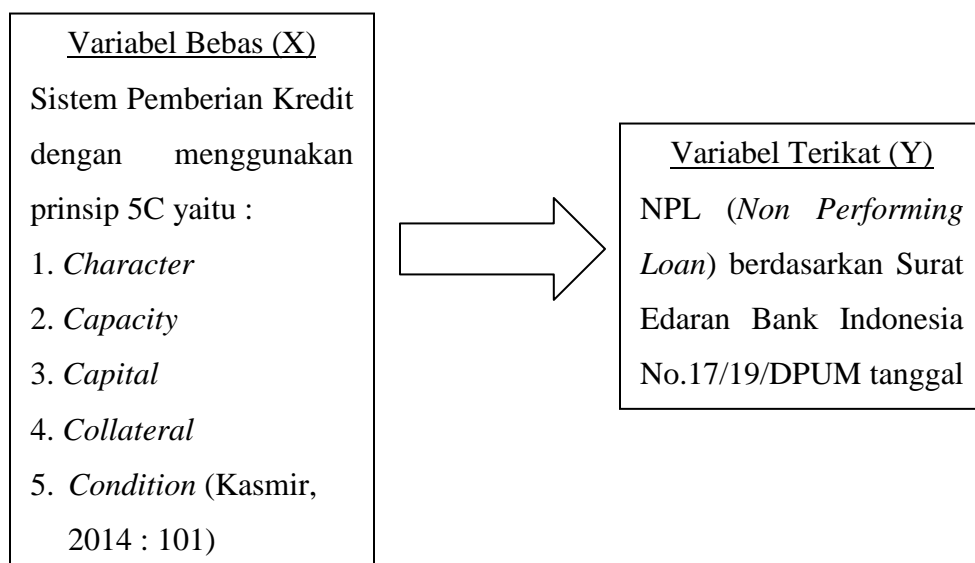 Variabel Bebas (X)
Sistem Pemberian Kredit
dengan menggunakan
prinsip 5C yaitu :
1. Character
2. Capacity
3. Capital
4. Collateral
5. Condition (Kasmir,
2014 : 101)
Variabel Terikat (Y)
NPL (Non Performing
Loan) berdasarkan Surat
Edaran Bank Indonesia
No.17/19/DPUM tanggal